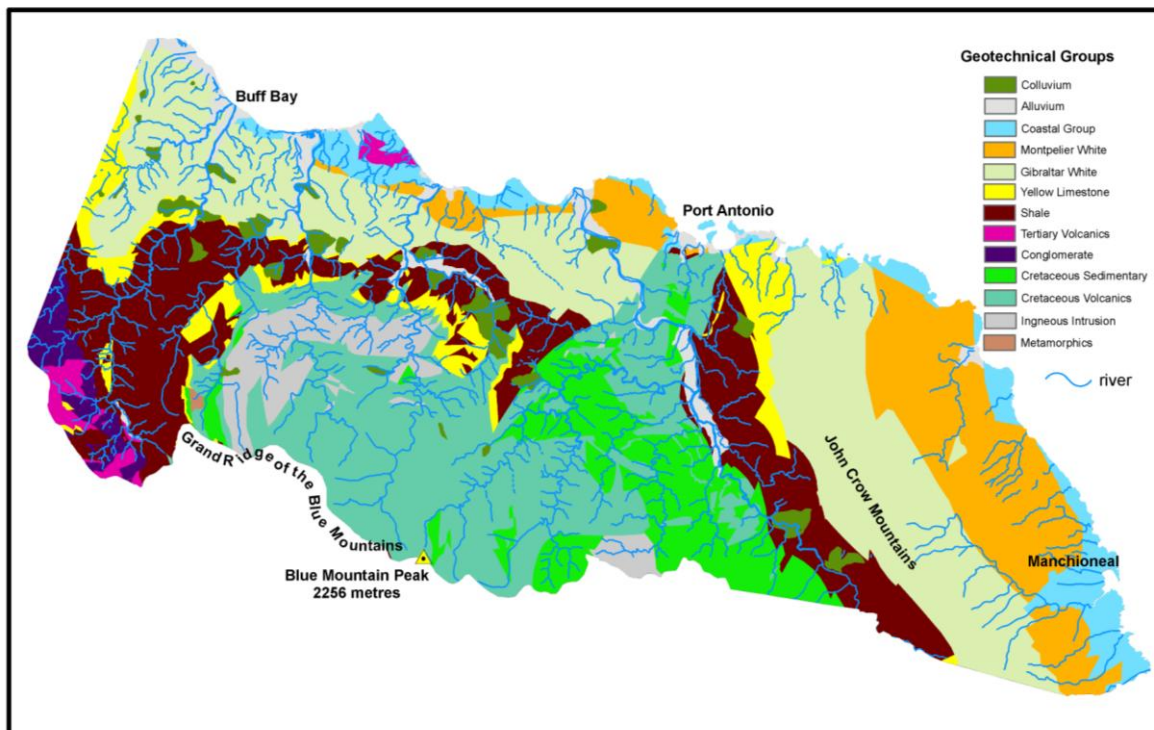 Geotechnical Groups
Colluvium
Alluvium
Coastal Group
Montpelier White
Gibraltar White
Yellow Limestone
Shale
Tertiary Volcanics
Conglomerate
Cretaceous Sedimentary
Cretaceous Volcanics
Ingneous Intrusion
Metamorphics
river
Buff Bay
Port Antonio
John Crow Mountains
Manchioneal
Grand Ridge of the Blue Mountains
Blue Mountain Peak
2256 metres